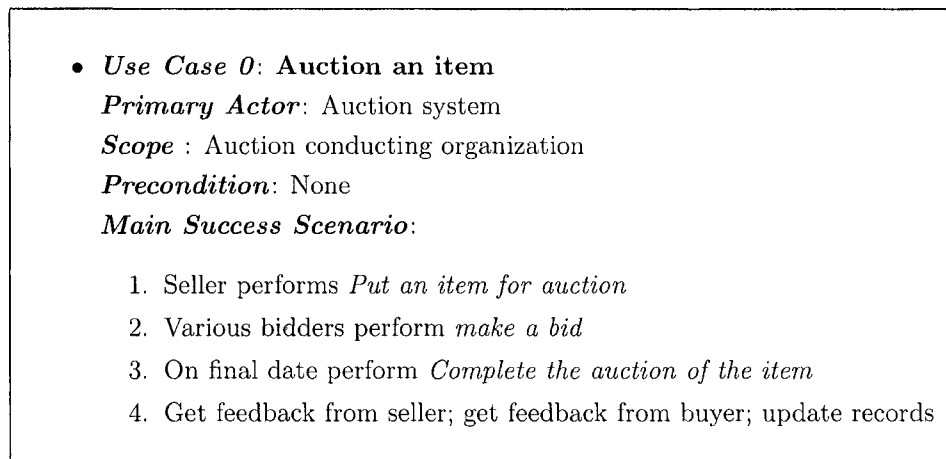 • Use Case 0: Auction an item
Primary Actor: Auction system
Scope : Auction conducting organization
Precondition: None
Main Success Scenario:
1. Seller performs Put an item for auction
2. Various bidders perform make a bid
3. On final date perform Complete the auction of the item
4. Get feedback from seller; get feedback from buyer; update records